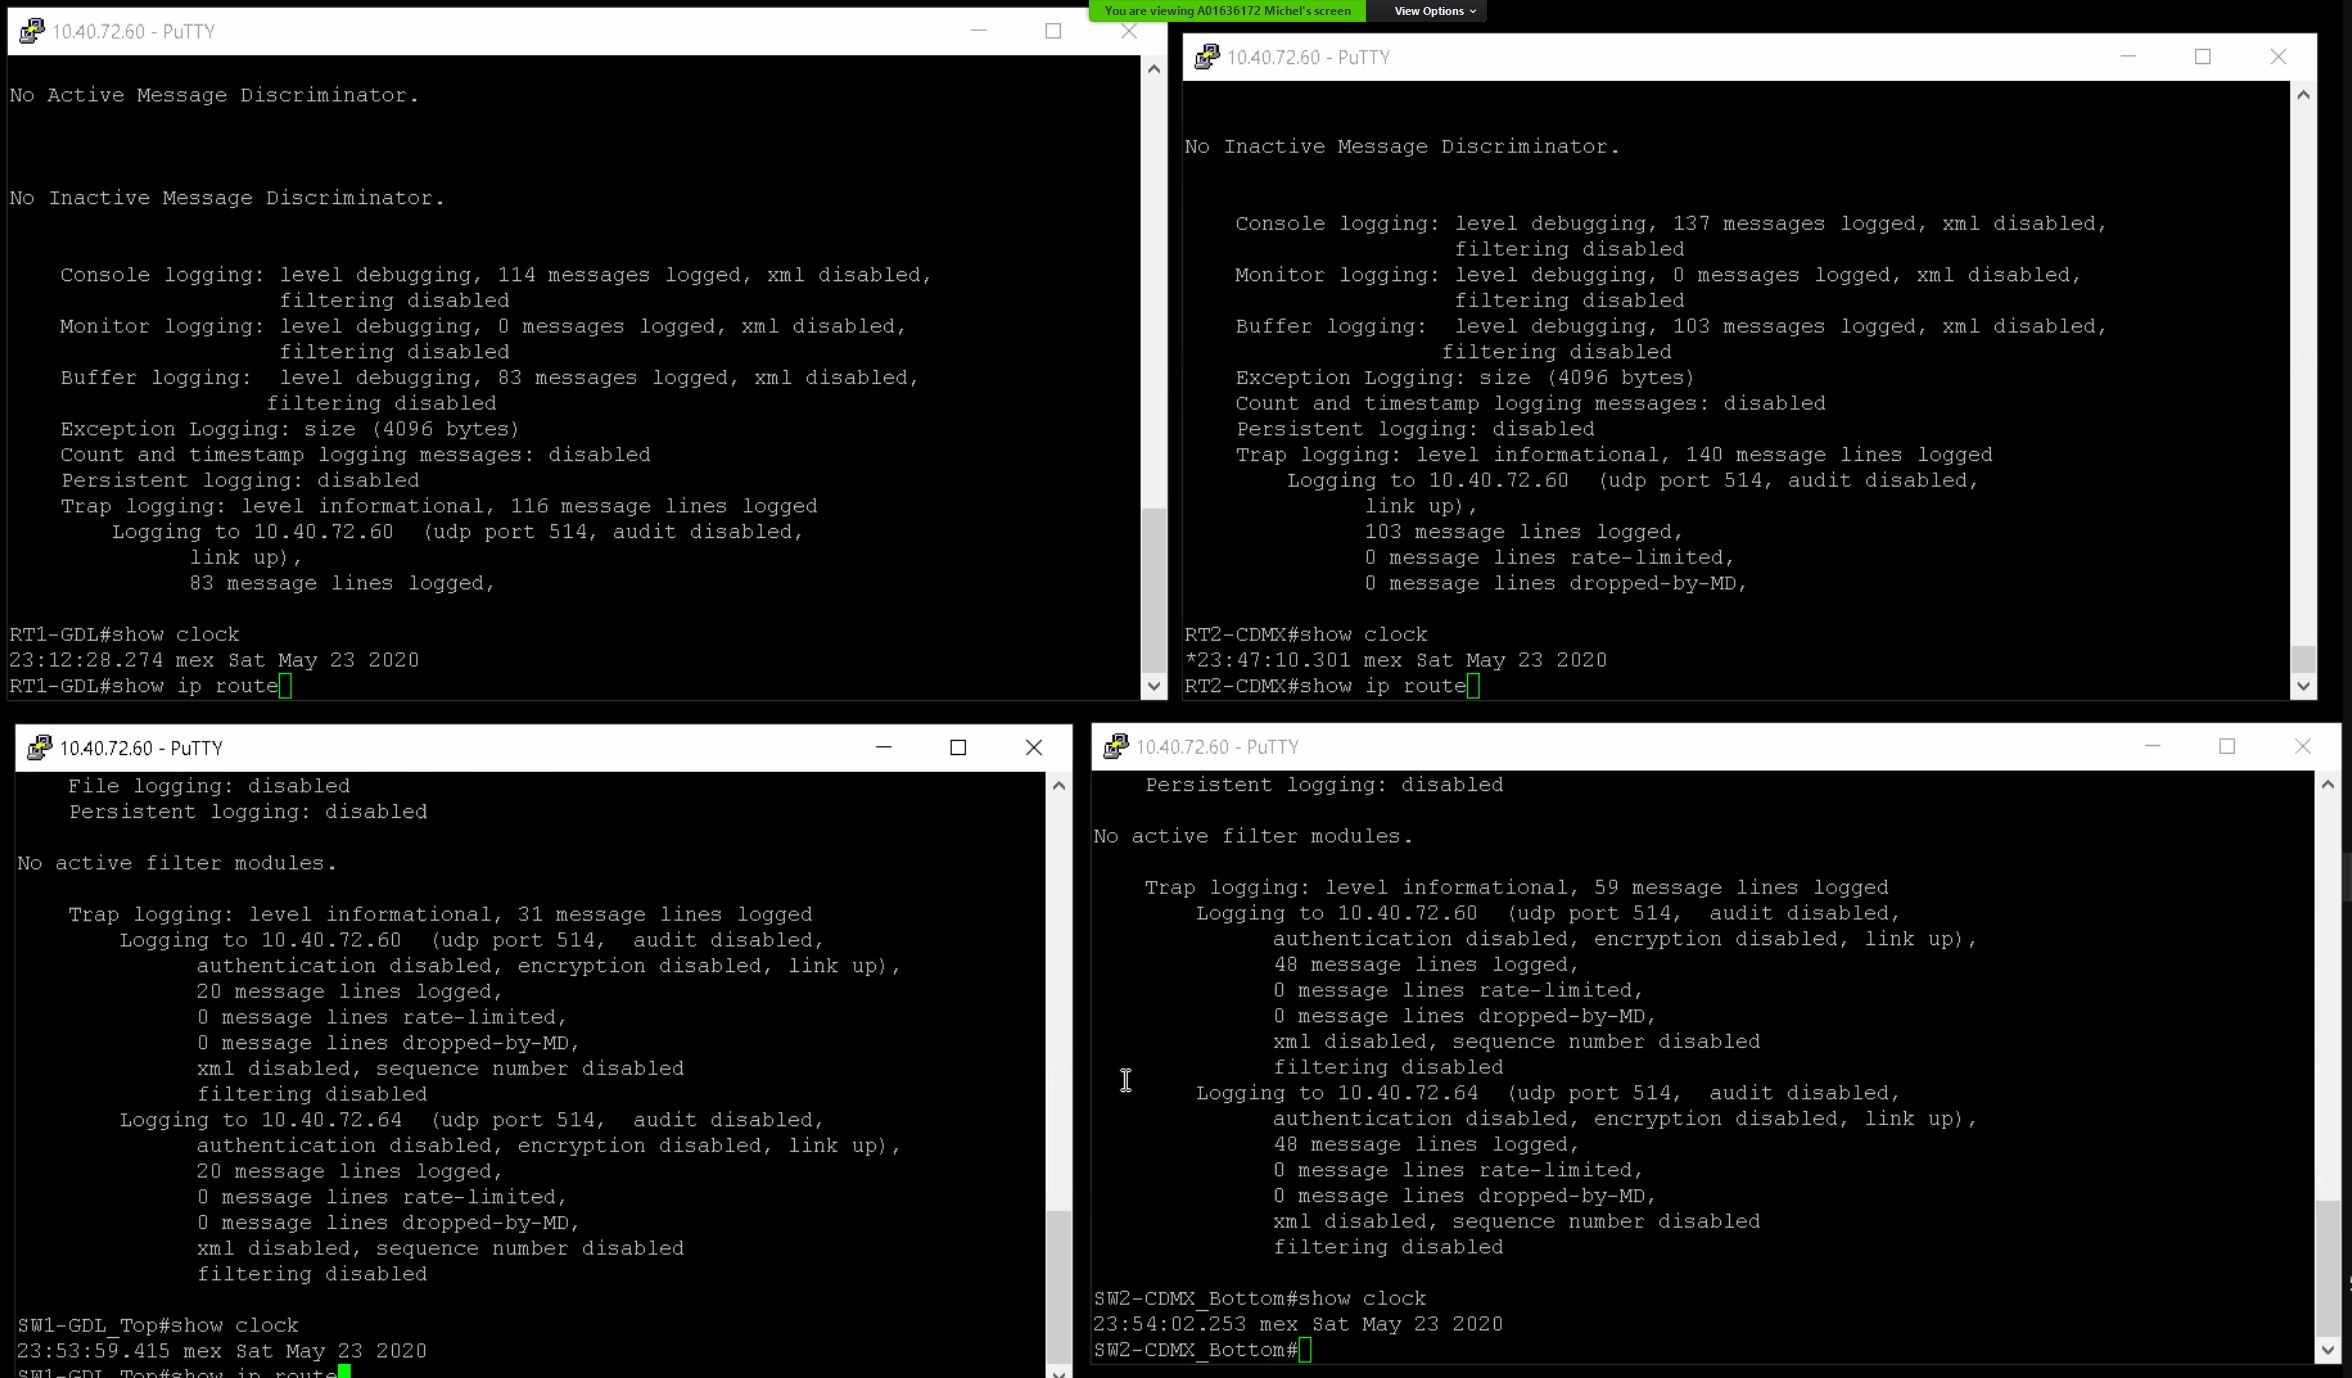 You are viewing A01636172 Michel's screen
View Options
10.40.72.60 - PuTTY
No Active Message Discriminator.
No Inactive Message Discriminator.
Console logging: level debugging, 114 messages logged, xml disabled,
filtering disabled
Monitor logging: level debugging, 0 messages logged, xml disabled,
filtering disabled
Buffer logging:  level debugging, 83 messages logged, xml disabled,
filtering disabled
Exception Logging: size (4096 bytes)
Count and timestamp logging messages: disabled
Persistent logging: disabled
Trap logging: level informational, 116 message lines logged
Logging to 10.40.72.60  (udp port 514, audit disabled,
link up),
83 message lines logged,
RT1-GDL#show clock
23:12:28.274 mex Sat May 23 2020
RT1-GDL#show ip route
10.40.72.60 - PuTTY
No Inactive Message Discriminator.
Console logging: level debugging, 137 messages logged, xml disabled,
filtering disabled
Monitor logging: level debugging, 0 messages logged, xml disabled,
filtering disabled
Buffer logging:  level debugging, 103 messages logged, xml disabled,
filtering disabled
Exception Logging: size (4096 bytes)
Count and timestamp logging messages: disabled
Persistent logging: disabled
Trap logging: level informational, 140 message lines logged
Logging to 10.40.72.60  (udp port 514, audit disabled,
link up),
103 message lines logged,
0 message lines rate-limited,
0 message lines dropped-by-MD,
RT2-CDMX#show clock
*23:47:10.301 mex Sat May 23 2020
RT2-CDMX#show ip route
10.40.72.60 - PuTTY
File logging: disabled
Persistent logging: disabled
No active filter modules.
Trap logging: level informational, 31 message lines logged
Logging to 10.40.72.60  (udp port 514,  audit disabled,
authentication disabled, encryption disabled, link up),
20 message lines logged,
0 message lines rate-limited,
0 message lines dropped-by-MD,
xml disabled, sequence number disabled
filtering disabled
Logging to 10.40.72.64  (udp port 514,  audit disabled,
authentication disabled, encryption disabled, link up),
20 message lines logged,
0 message lines rate-limited,
0 message lines dropped-by-MD,
xml disabled, sequence number disabled
filtering disabled
SW1-GDL_Top#show clock
23:53:59.415 mex Sat May 23 2020
SW1-GDL_Top#show ip route
10.40.72.60 - PuTTY
Persistent logging: disabled
No active filter modules.
Trap logging: level informational, 59 message lines logged
Logging to 10.40.72.60  (udp port 514,  audit disabled,
authentication disabled, encryption disabled, link up),
48 message lines logged,
0 message lines rate-limited,
0 message lines dropped-by-MD,
xml disabled, sequence number disabled
filtering disabled
Logging to 10.40.72.64  (udp port 514,  audit disabled,
authentication disabled, encryption disabled, link up),
48 message lines logged,
0 message lines rate-limited,
0 message lines dropped-by-MD,
xml disabled, sequence number disabled
filtering disabled
SW2-CDMX_Bottom#show clock
23:54:02.253 mex Sat May 23 2020
SW2-CDMX_Bottom#